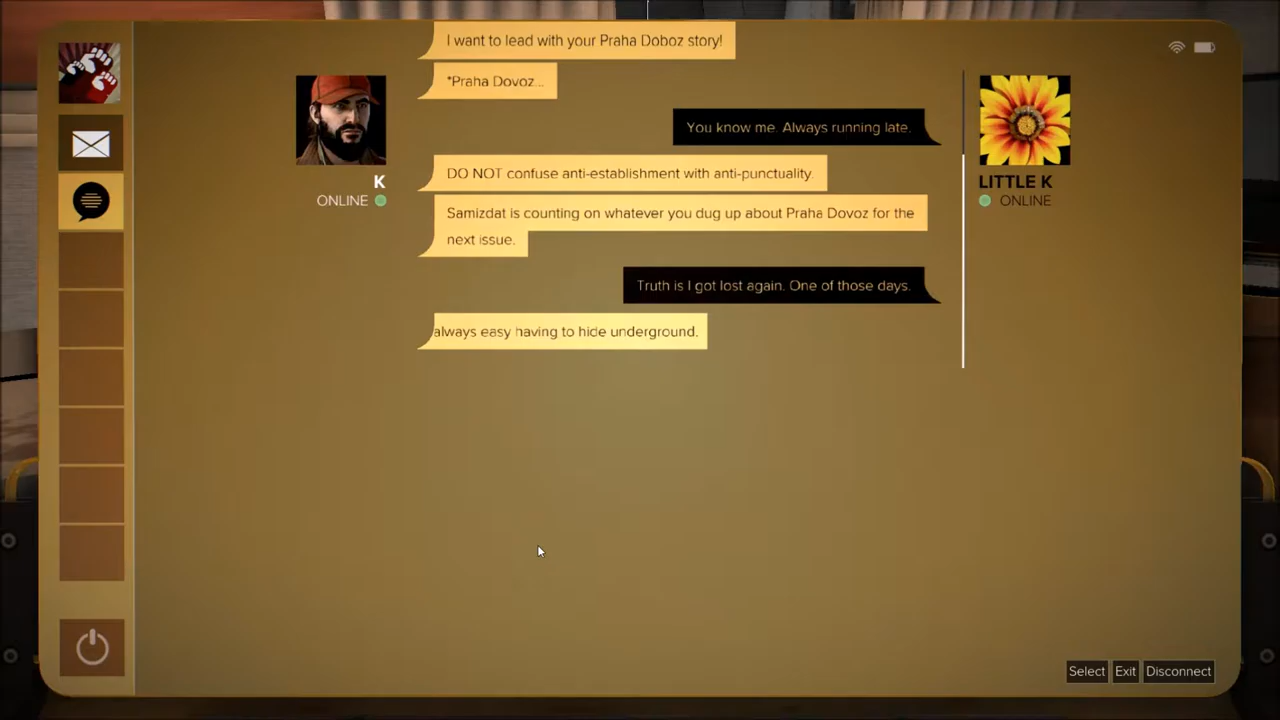 I want to lead with your Praha Doboz story!
*Praha Dovoz...
You know me. Always running late.
DO NOT confuse anti-establishment with anti-punctuality.
K
ONLINE
LITTLE K
ONLINE
Samizdat is counting on whatever you dug up about Praha Dovoz for the
next issue.
Truth is I got lost again. One of those days.
always easy having to hide underground.
Select Exit Disconnect